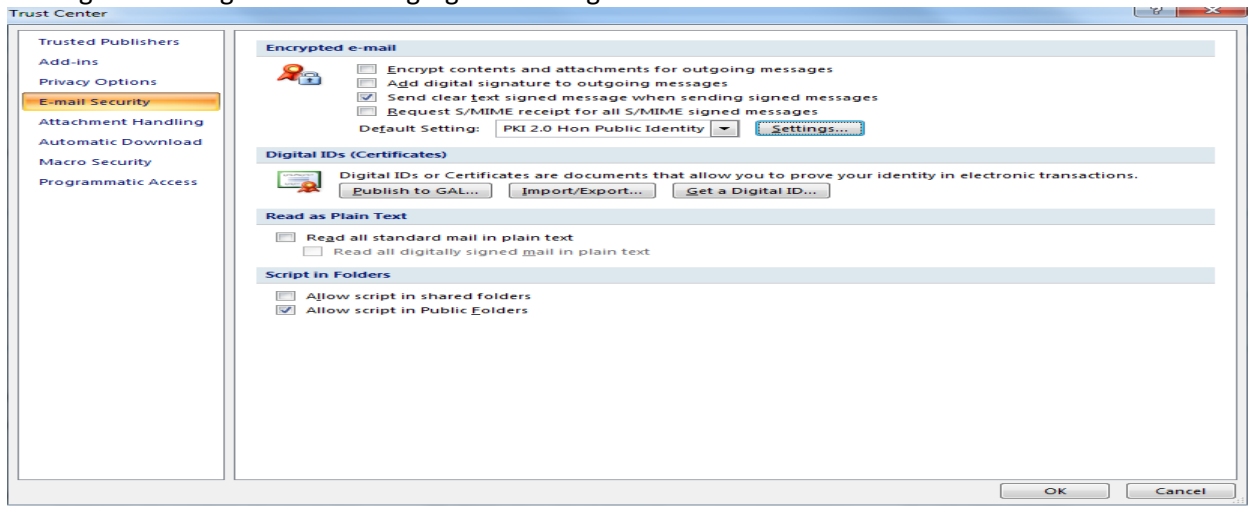 Trust Center
Trusted Publishers
Add-ins
Privacy Options
E-mail Security
Attachment Handling
Automatic Download
Macro Security
Programmatic Access
Encrypted e-mail
Encrypt contents and attachments for outgoing messages
Add digital signature to outgoing messages
Send clear text signed message when sending signed messages
Request S/MIME receipt for all S/MIME signed messages
Default Setting: PKI 2.0 Hon Public Identity Settings...
Digital IDs (Certificates)
Digital IDs or Certificates are documents that allow you to prove your identity in electronic transactions.
Publish to GAL... Import/Export... Get a Digital ID...
Read as Plain Text
Read all standard mail in plain text
Read all digitally signed mail in plain text
Script in Folders
Allow script in shared folders
Allow script in Public Folders
OK Cancel